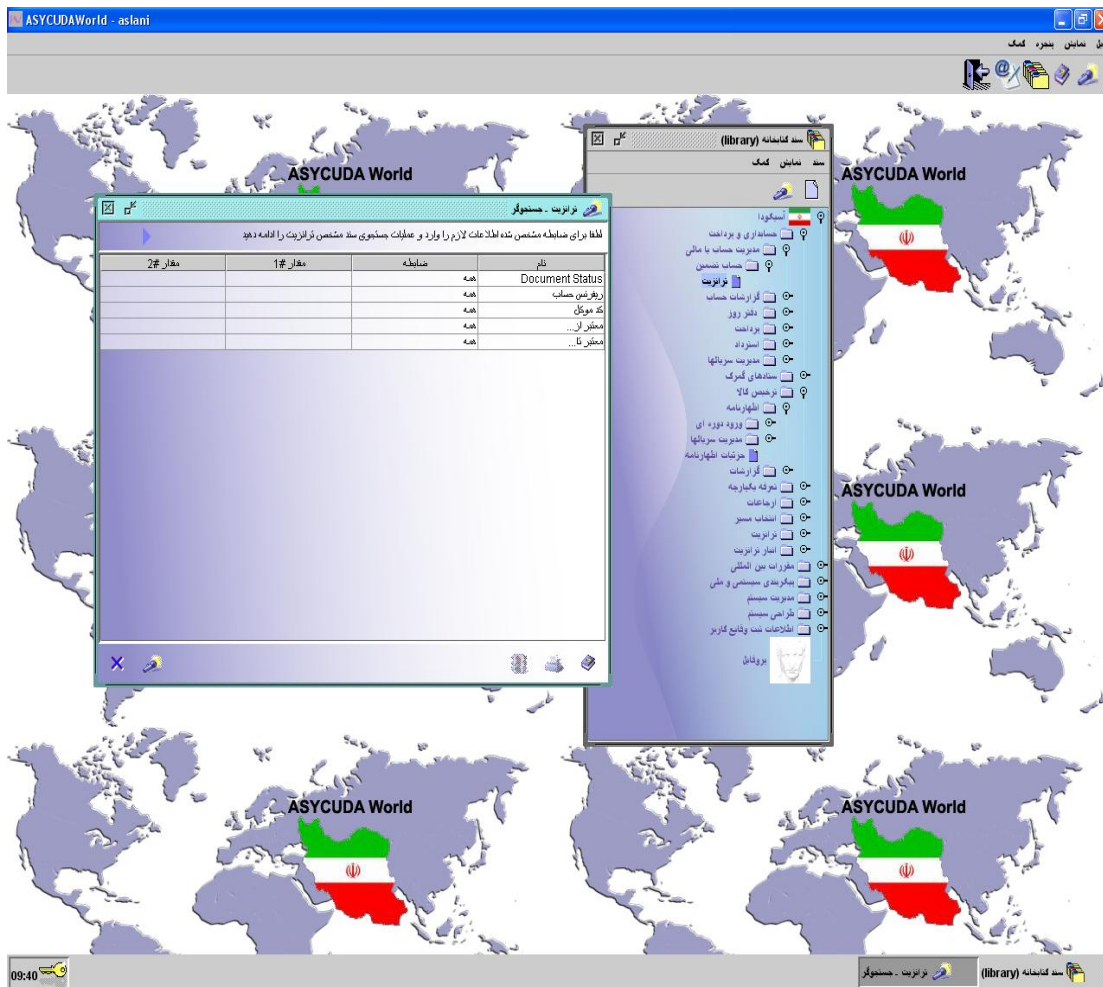 ASYCUDAWorld - aslani
نمایش پنجره کمک
سند کتابخانه (library)
سند نمایش کمک
ASYCUDA World
ASYCUDA World
ترانزیت - جستجوگر
لطفا برای ضابطه مشخص شده اطلاعات لازم را وارد و عملیات جستجوی سند مشخص ترانزیت را ادامه دهید
نام ضابطه مقدار #1 مقدار #2
Document Status همه
ریفرنس حساب همه
کد موکل همه
معتبر از... همه
معتبر تا... همه
آسیکودا
حسابداری و پرداخت
مدیریت حساب یا مالی
حساب تضمین
ترانزیت
گزارشات حساب
دفتر روز
پرداخت
استرداد
مدیریت سریالها
ستادهای گمرک
ترخیص کالا
اظهارنامه
ورود دوره ای
مدیریت سریالها
جزئیات اظهارنامه
گزارشات
تعرفه یکپارچه
ارجاعات
انتخاب مسیر
ترانزیت
انبار ترانزیت
مقررات بین المللی
پیکربندی سیستمی و ملی
مدیریت سیستم
طراحی سیستم
اطلاعات ثبت وقایع کاربر
پروفایل
ASYCUDA World
ASYCUDA World
ASYCUDA World
سند کتابخانه (library)
ترانزیت - جستجوگر
09:40